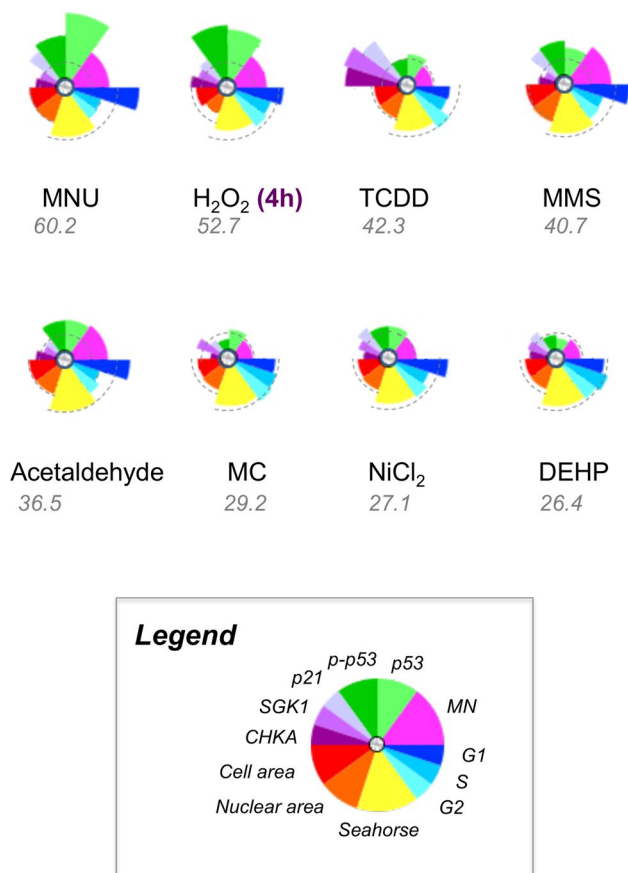 MNU H₂O₂ (4h) TCDD MMS
60.2 52.7 42.3 40.7
Acetaldehyde MC NiCl₂ DEHP
36.5 29.2 27.1 26.4
Legend
p-p53 p53
p21
SGK1 MN
CHKA
G1
Cell area S
Nuclear area G2
Seahorse